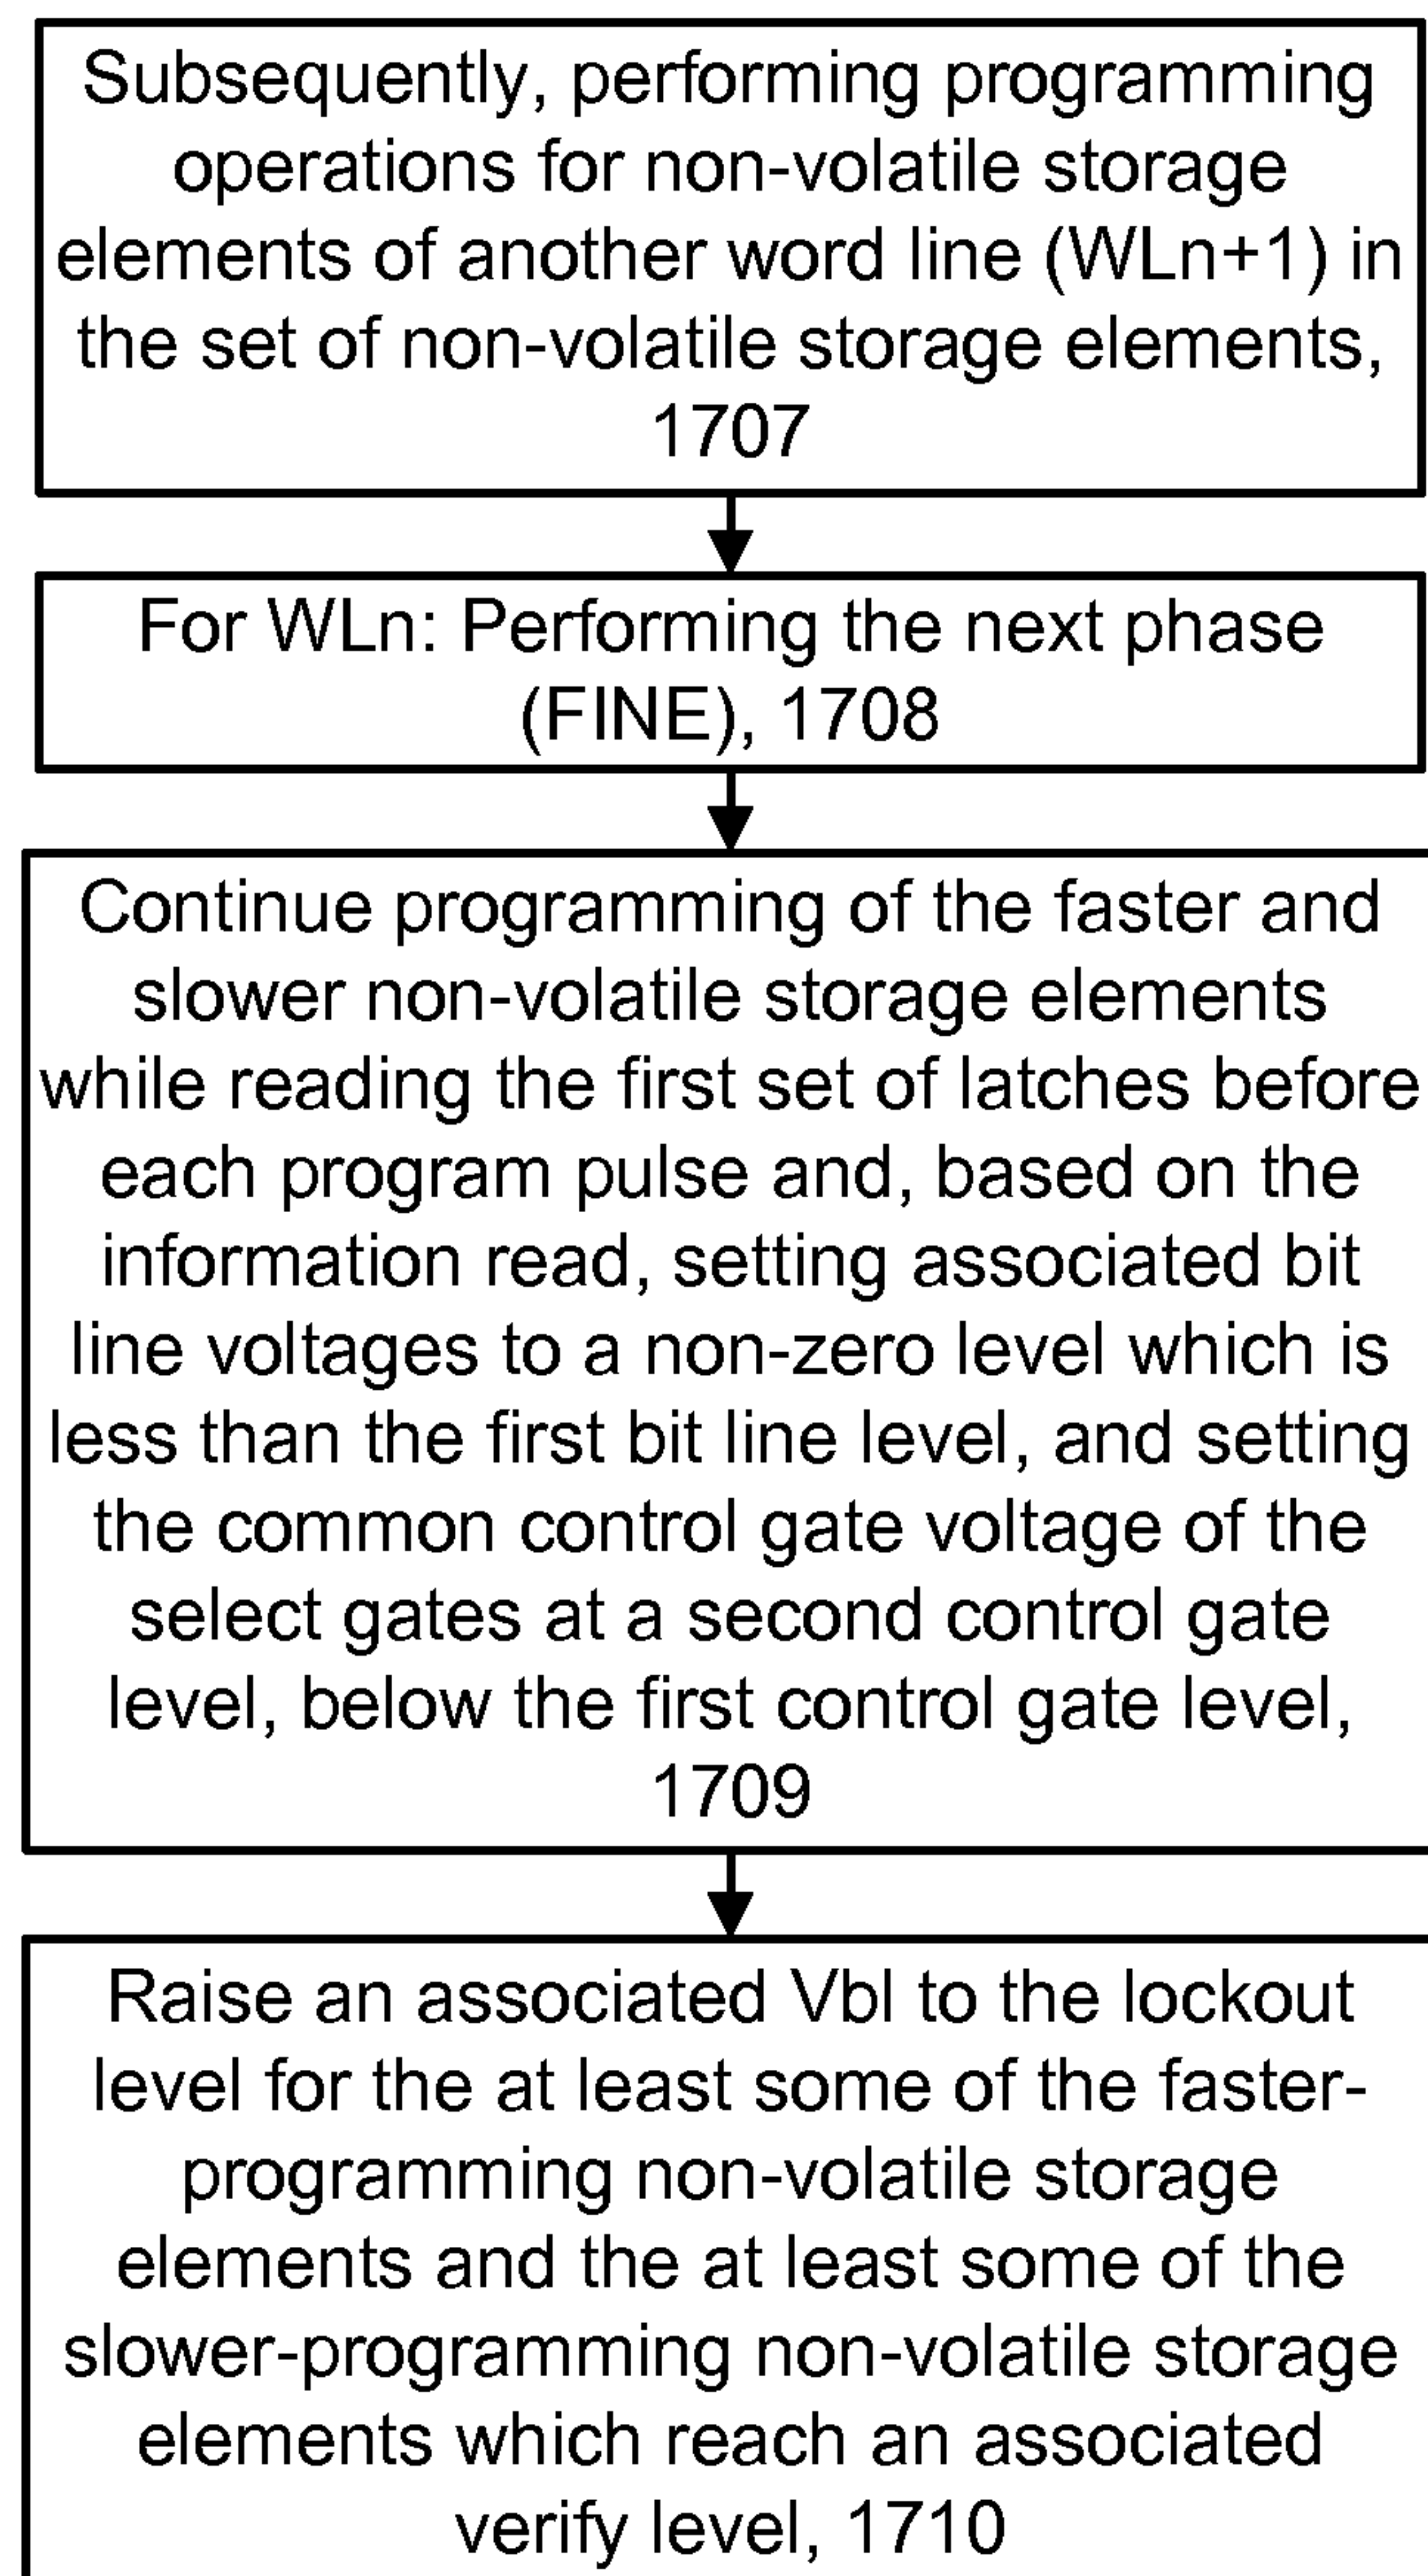 Subsequently, performing programming
operations for non-volatile storage
elements of another word line (WLn+1) in
the set of non-volatile storage elements,
1707
For WLn: Performing the next phase
(FINE), 1708
Continue programming of the faster and
slower non-volatile storage elements
while reading the first set of latches before
each program pulse and, based on the
information read, setting associated bit
line voltages to a non-zero level which is
less than the first bit line level, and setting
the common control gate voltage of the
select gates at a second control gate
level, below the first control gate level,
1709
Raise an associated Vbl to the lockout
level for the at least some of the faster-
programming non-volatile storage
elements and the at least some of the
slower-programming non-volatile storage
elements which reach an associated
verify level, 1710